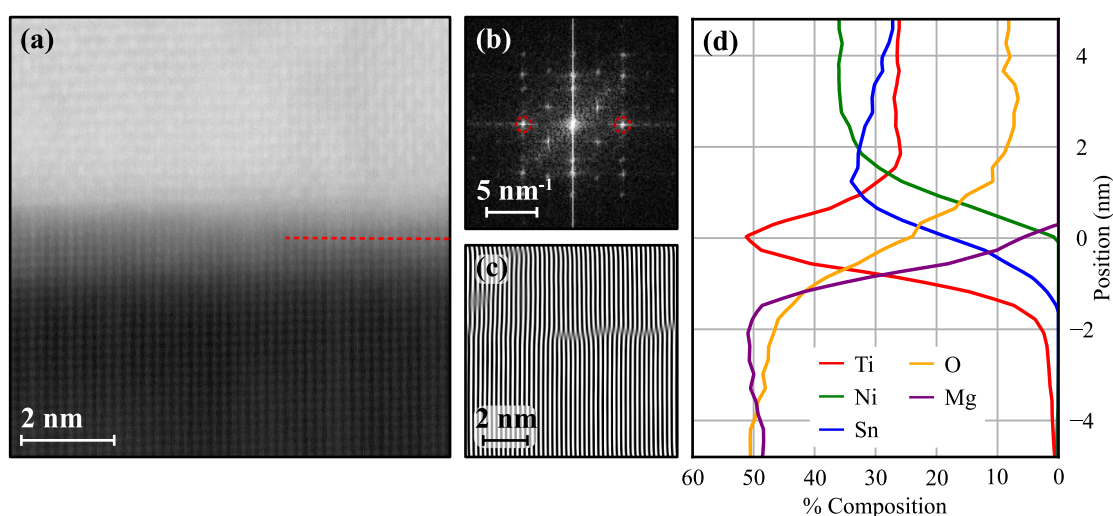 (a)
2 nm
(b)
5 nm-1
(c)
2 nm
(d)
4
2
0
−2
−4
Position (nm)
Ti
O
Ni
Mg
Sn
60 50 40 30 20 10 0
% Composition